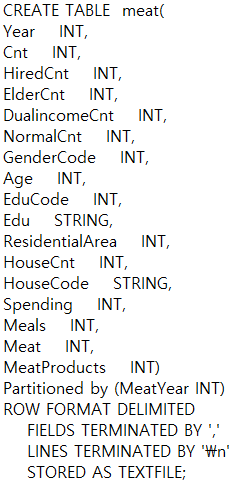 CREATE TABLE meat(
Year INT,
Cnt INT,
HiredCnt INT,
ElderCnt INT,
DualincomeCnt INT,
NormalCnt INT,
GenderCode INT,
Age INT,
EduCode INT,
Edu STRING,
ResidentialArea INT,
HouseCnt INT,
HouseCode STRING,
Spending INT,
Meals INT,
Meat INT,
MeatProducts INT)
Partitioned by (MeatYear INT)
ROW FORMAT DELIMITED
FIELDS TERMINATED BY ','
LINES TERMINATED BY '₩n'
STORED AS TEXTFILE;